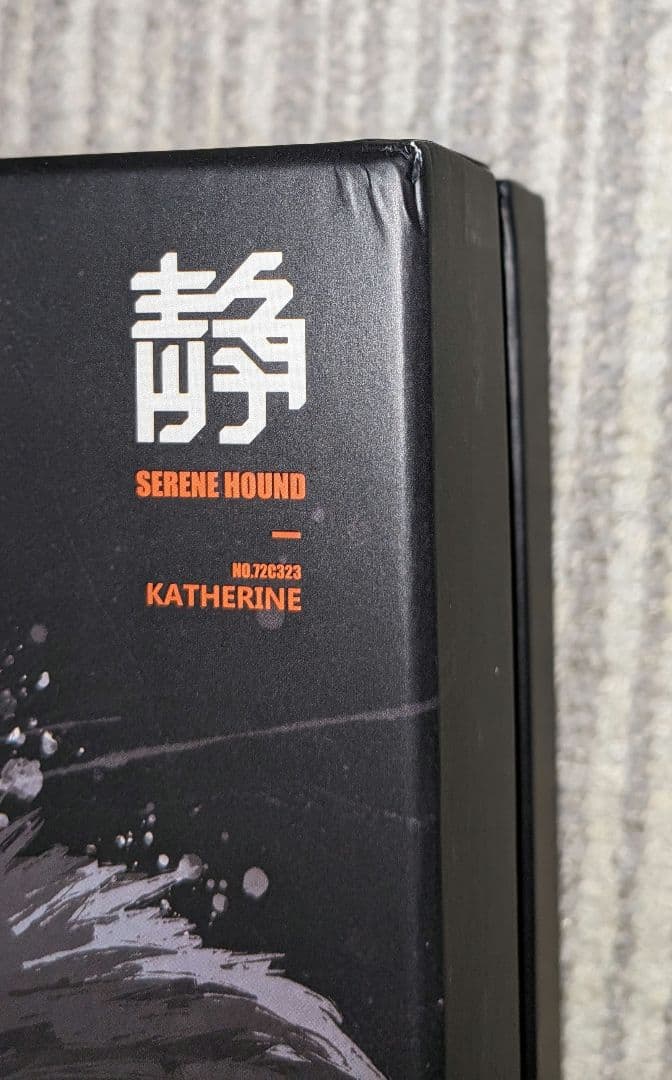 静
SERENE HOUND
NO.72C323
KATHERINE